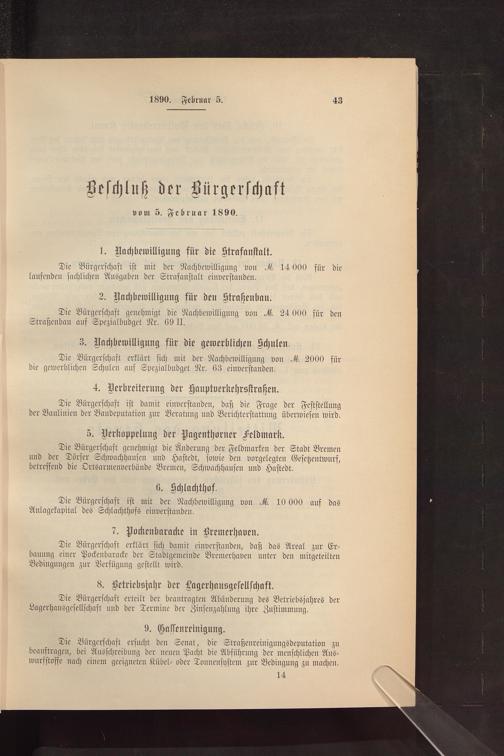 1890. Februar 5. 43
Beschluß der Bürgerschaft
vom 5. Februar 1890.
1. Nachbewilligung für die Strafanstalt.
Die Bürgerschaft ist mit der Nachbewilligung von ℳ 14 000 für die
laufenden sachlichen Ausgaben der Strafanstalt einverstanden.
2. Nachbewilligung für den Straßenbau.
Die Bürgerschaft genehmigt die Nachbewilligung von ℳ 24 000 für den
Straßenbau auf Spezialbudget Nr. 69 II.
3. Nachbewilligung für die gewerblichen Schulen.
Die Bürgerschaft erklärt sich mit der Nachbewilligung von ℳ 2000 für
die gewerblichen Schulen auf Spezialbudget Nr. 63 einverstanden.
4. Verbreiterung der Hauptverkehrsstraßen.
Die Bürgerschaft ist damit einverstanden, daß die Frage der Feststellung
der Baulinien der Baudeputation zur Beratung und Berichterstattung überwiesen wird.
5. Verkoppelung der Pagenthorner Feldmark.
Die Bürgerschaft genehmigt die Änderung der Feldmarken der Stadt Bremen
und der Dörfer Schwachhausen und Hastedt, sowie den vorgelegten Gesetzentwurf,
betreffend die Ortsarmenverbände Bremen, Schwachhausen und Hastedt.
6. Schlachthof.
Die Bürgerschaft ist mit der Nachbewilligung von ℳ 10 000 auf das
Anlagekapital des Schlachthofs einverstanden.
7. Pockenbaracke in Bremerhaven.
Die Bürgerschaft erklärt sich damit einverstanden, daß das Areal zur Er-
bauung einer Pockenbaracke der Stadtgemeinde Bremerhaven unter den mitgeteilten
Bedingungen zur Verfügung gestellt wird.
8. Betriebsjahr der Lagerhausgesellschaft.
Die Bürgerschaft erteilt der beantragten Abänderung des Betriebsjahres der
Lagerhausgesellschaft und der Termine der Zinsenzahlung ihre Zustimmung.
9. Gassenreinigung.
Die Bürgerschaft ersucht den Senat, die Straßenreinigungsdeputation zu
beauftragen, bei Ausschreibung der neuen Pacht die Abführung der menschlichen Aus-
wurfsstoffe nach einem geeigneten Kübel- oder Tonnensystem zur Bedingung zu machen.
14